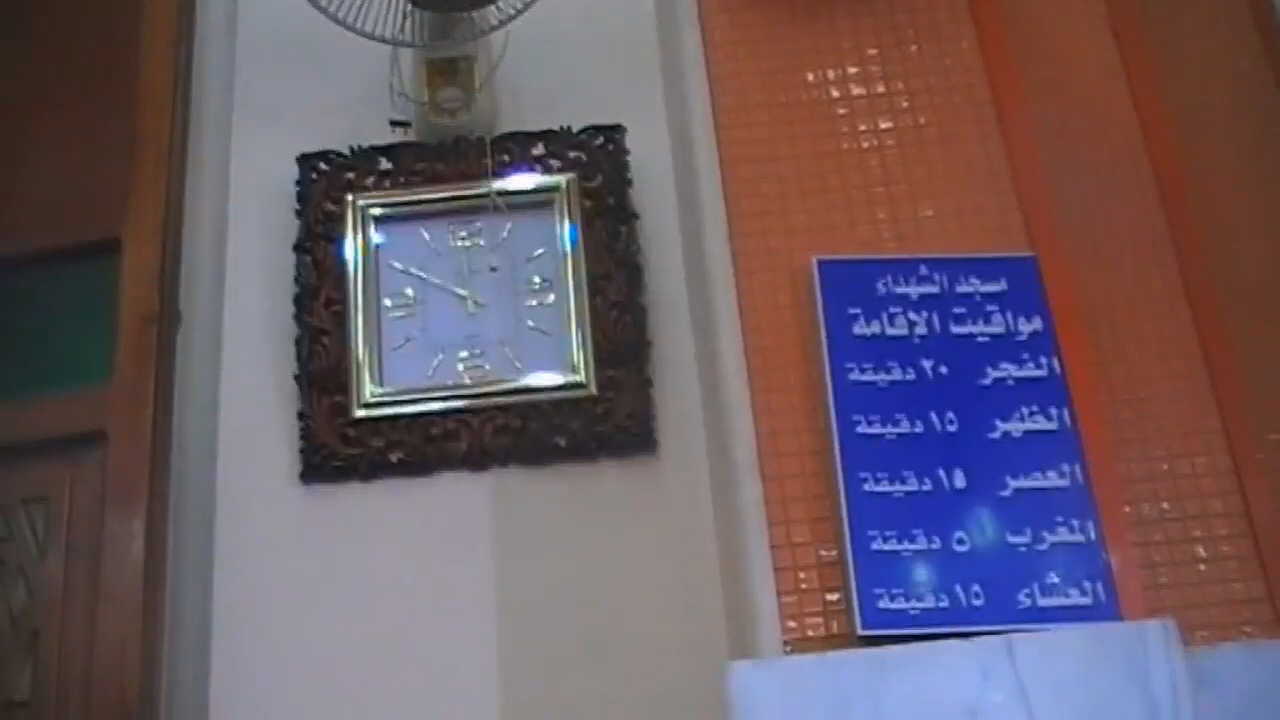 مسجد الشهداء
مواقيت الإقامة
الفجر ٢٠ دقيقة
الظهر ١٥ دقيقة
العصر ١٥ دقيقة
المغرب ٥ دقيقة
العشاء ١٥ دقيقة